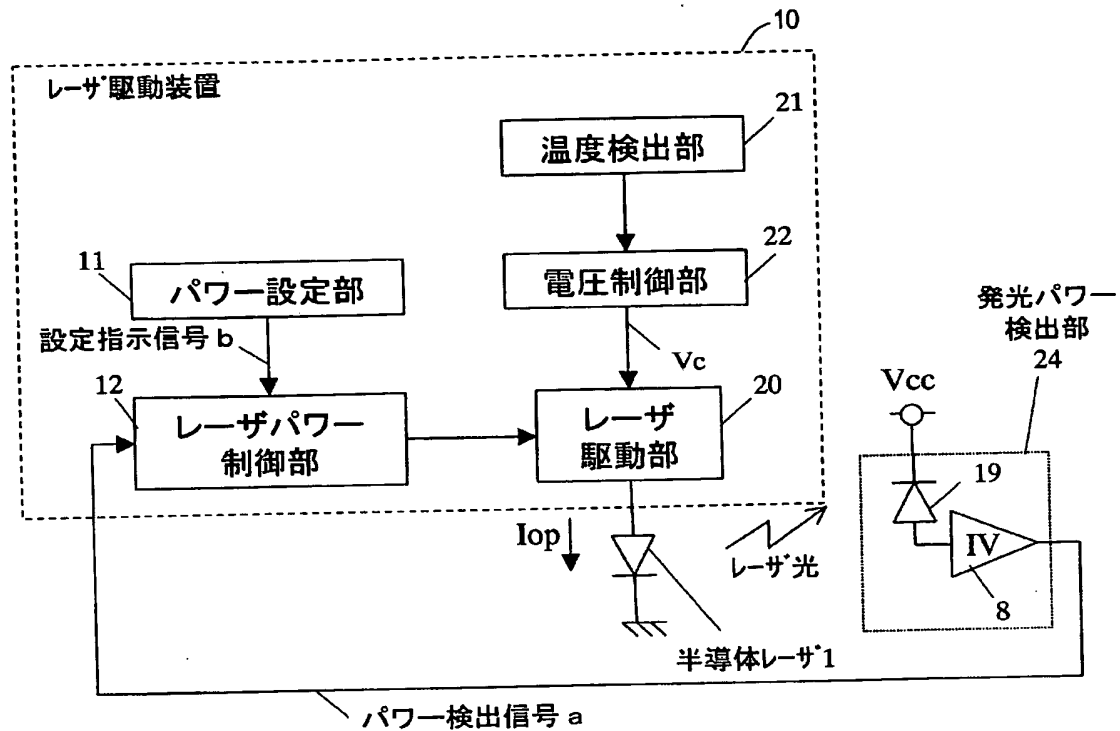 10
レーザ駆動装置
21
温度検出部
22
電圧制御部
11
パワー設定部
設定指示信号b
Vc
発光パワー
検出部
24
Vcc
12
レーザパワー
制御部
20
レーザ
駆動部
19
IV
8
Iop
レーザ光
半導体レーザ1
パワー検出信号a